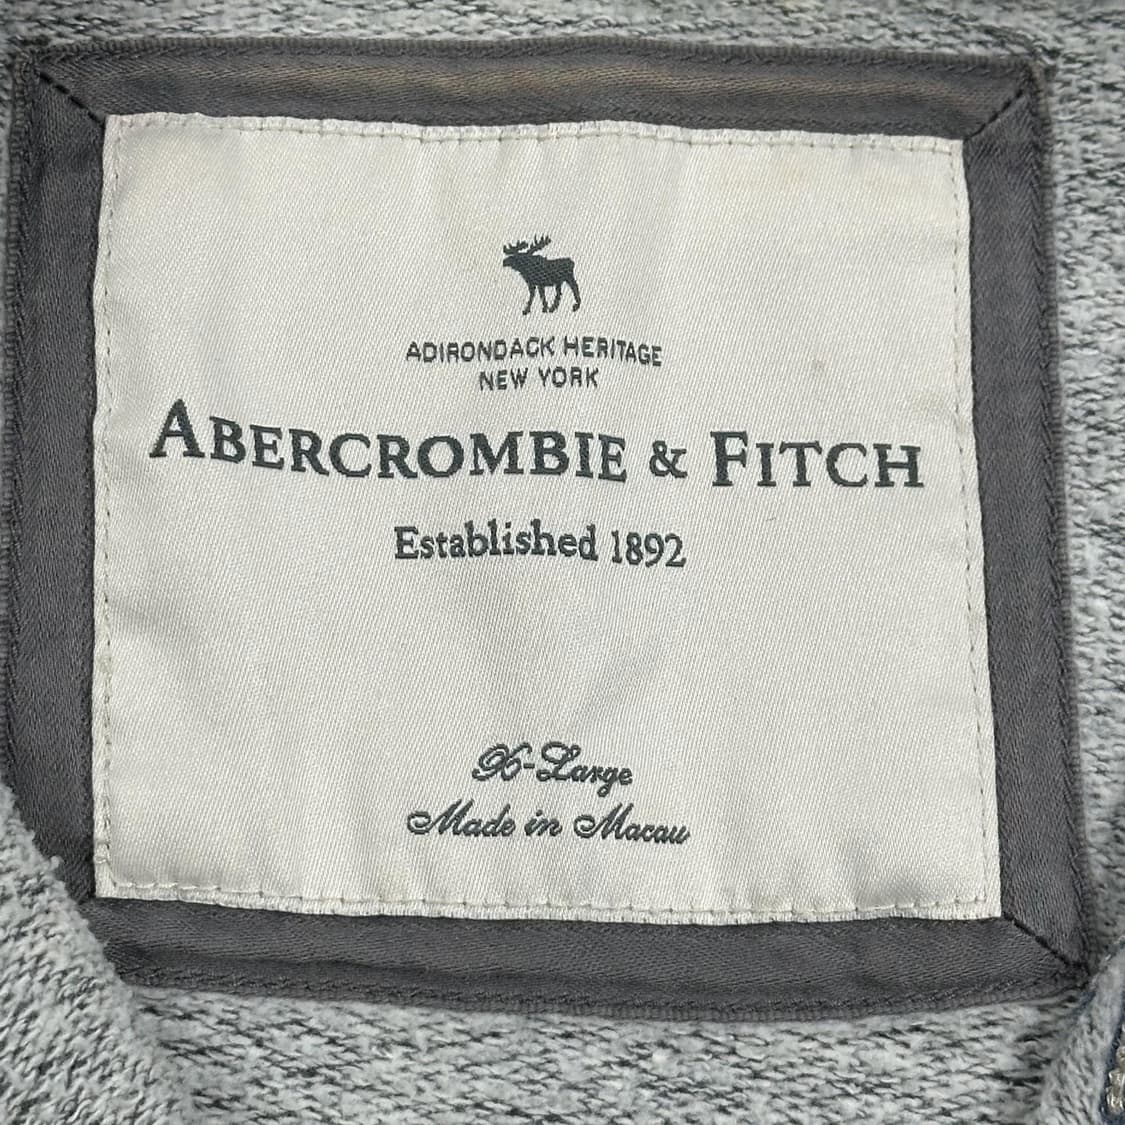 ADIRONDACK HERITAGE
NEW YORK
ABERCROMBIE & FITCH
Established 1892
X-Large
Made in Macau